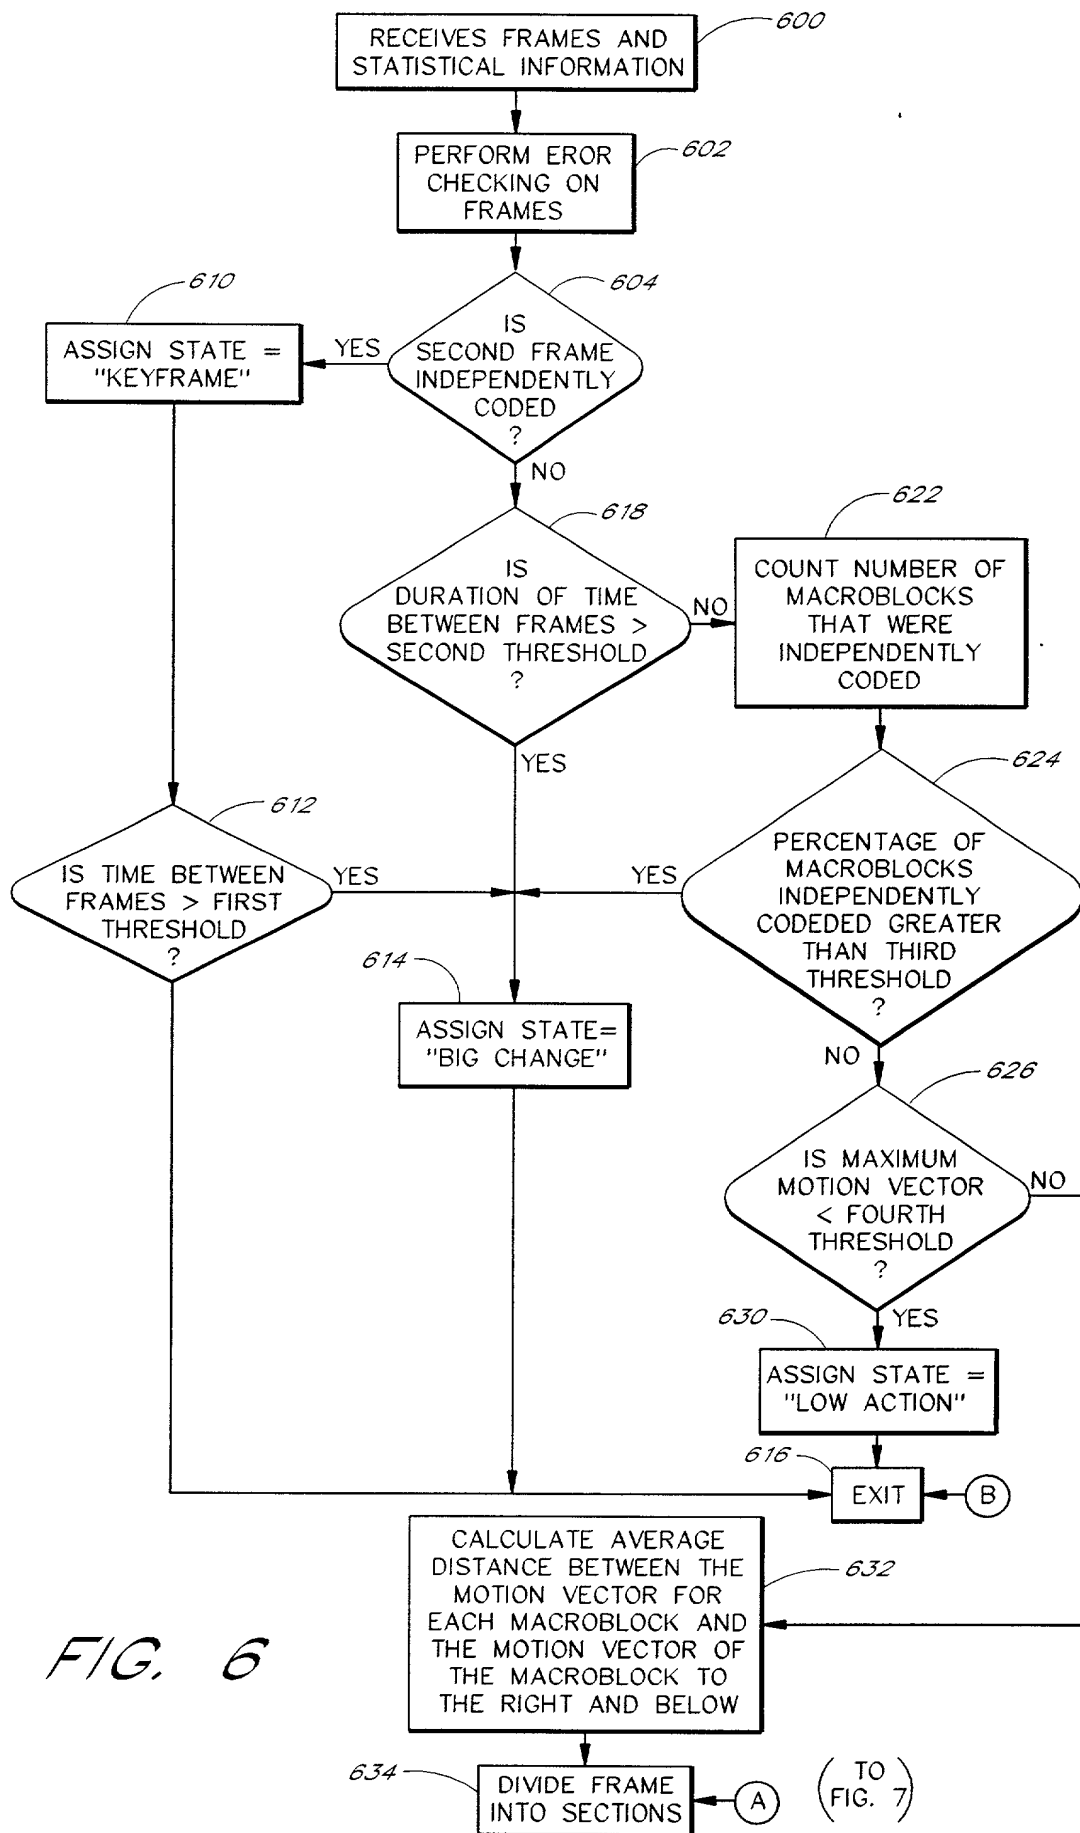 600
RECEIVES FRAMES AND
STATISTICAL INFORMATION
602
PERFORM EROR
CHECKING ON
FRAMES
604
IS
SECOND FRAME
INDEPENDENTLY
CODED
?
YES
NO
610
ASSIGN STATE =
"KEYFRAME"
618
IS
DURATION OF TIME
BETWEEN FRAMES >
SECOND THRESHOLD
?
NO
YES
622
COUNT NUMBER OF
MACROBLOCKS
THAT WERE
INDEPENDENTLY
CODED
624
PERCENTAGE OF
MACROBLOCKS
INDEPENDENTLY
CODEDED GREATER
THAN THIRD
THRESHOLD
?
YES
NO
612
IS TIME BETWEEN
FRAMES > FIRST
THRESHOLD
?
YES
614
ASSIGN STATE=
"BIG CHANGE"
626
IS MAXIMUM
MOTION VECTOR
< FOURTH
THRESHOLD
?
NO
YES
630
ASSIGN STATE =
"LOW ACTION"
616
EXIT
B
632
CALCULATE AVERAGE
DISTANCE BETWEEN THE
MOTION VECTOR FOR
EACH MACROBLOCK AND
THE MOTION VECTOR OF
THE MACROBLOCK TO
THE RIGHT AND BELOW
634
DIVIDE FRAME
INTO SECTIONS
A
(TO
FIG. 7)
FIG. 6